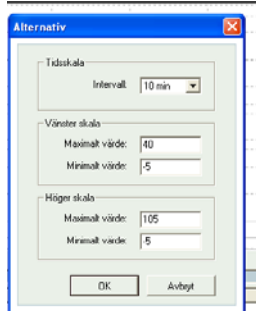 Alternativ
Tidsskala
Intervall: 10 min
Vänster skala
Maximalt värde: 40
Minimalt värde: -5
Höger skala
Maximalt värde: 105
Minimalt värde: -5
OK Avbryt